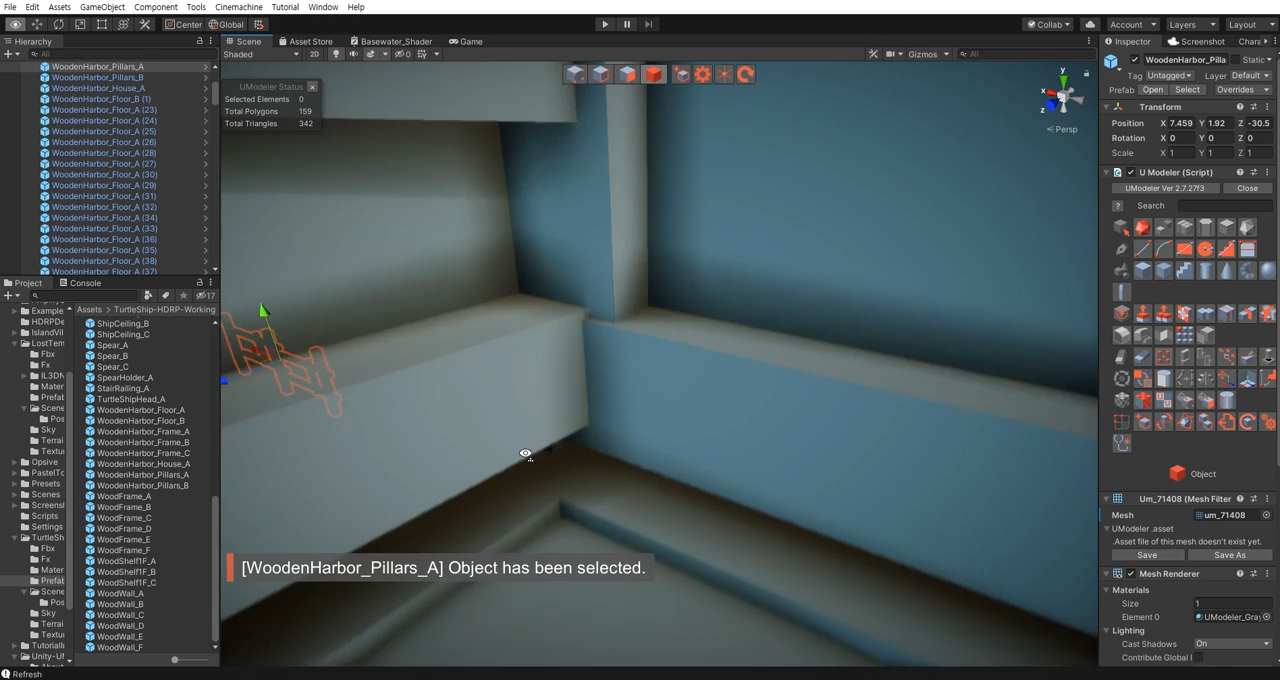 File Edit Assets GameObject Component Tools Cinemachine Tutorial Window Help
Center Global Collab Account Layers Layout
Hierarchy
All
WoodenHarbor_Pillars_A
WoodenHarbor_Pillars_B
WoodenHarbor_House_A
WoodenHarbor_Floor_B (1)
WoodenHarbor_Floor_A (23)
WoodenHarbor_Floor_A (24)
WoodenHarbor_Floor_A (25)
WoodenHarbor_Floor_A (26)
WoodenHarbor_Floor_A (28)
WoodenHarbor_Floor_A (27)
WoodenHarbor_Floor_A (30)
WoodenHarbor_Floor_A (29)
WoodenHarbor_Floor_A (31)
WoodenHarbor_Floor_A (32)
WoodenHarbor_Floor_A (34)
WoodenHarbor_Floor_A (33)
WoodenHarbor_Floor_A (36)
WoodenHarbor_Floor_A (35)
WoodenHarbor_Floor_A (38)
WoodenHarbor_Floor_A (37)
Project Console
17
Example
HDRPDe
IslandVil
LostTem
Fbx
Fx
IL3DN
Mater
Prefab
Scene
Pos
Sky
Terrai
Textu
Opsive
PastelTo
Presets
Scenes
Screens
Scripts
Settings
TurtleSh
Fbx
Fx
Mater
Prefab
Scene
Pos
Sky
Terrai
Textur
Tutorial
Unity-UM
Assets > TurtleShip-HDRP-Working
ShipCeiling_B
ShipCeiling_C
Spear_A
Spear_B
Spear_C
SpearHolder_A
StairRailing_A
TurtleShipHead_A
WoodenHarbor_Floor_A
WoodenHarbor_Floor_B
WoodenHarbor_Frame_A
WoodenHarbor_Frame_B
WoodenHarbor_Frame_C
WoodenHarbor_House_A
WoodenHarbor_Pillars_A
WoodenHarbor_Pillars_B
WoodFrame_A
WoodFrame_B
WoodFrame_C
WoodFrame_D
WoodFrame_E
WoodFrame_F
WoodShelf1F_A
WoodShelf1F_B
WoodShelf1F_C
WoodWall_A
WoodWall_B
WoodWall_C
WoodWall_D
WoodWall_E
WoodWall_F
Refresh
Scene Asset Store Basewater_Shader Game
Shaded 2D 0 Gizmos All
UModeler Status x
Selected Elements 0
Total Polygons 159
Total Triangles 342
y
x
z
Persp
[WoodenHarbor_Pillars_A] Object has been selected.
Inspector Screenshot Chara
WoodenHarbor_Pilla Static
Tag Untagged Layer Default
Prefab Open Select Overrides
Transform
Position X 7.459 Y 1.92 Z -30.5
Rotation X 0 Y 0 Z 0
Scale X 1 Y 1 Z 1
U Modeler (Script)
UModeler Ver 2.7.27f3 Close
? Search
Object
Um_71408 (Mesh Filter
Mesh um_71408
UModeler .asset
.Asset file of this mesh doesn't exist yet.
Save Save As
Mesh Renderer
Materials
Size 1
Element 0 UModeler_Gray
Lighting
Cast Shadows On
Contribute Global I